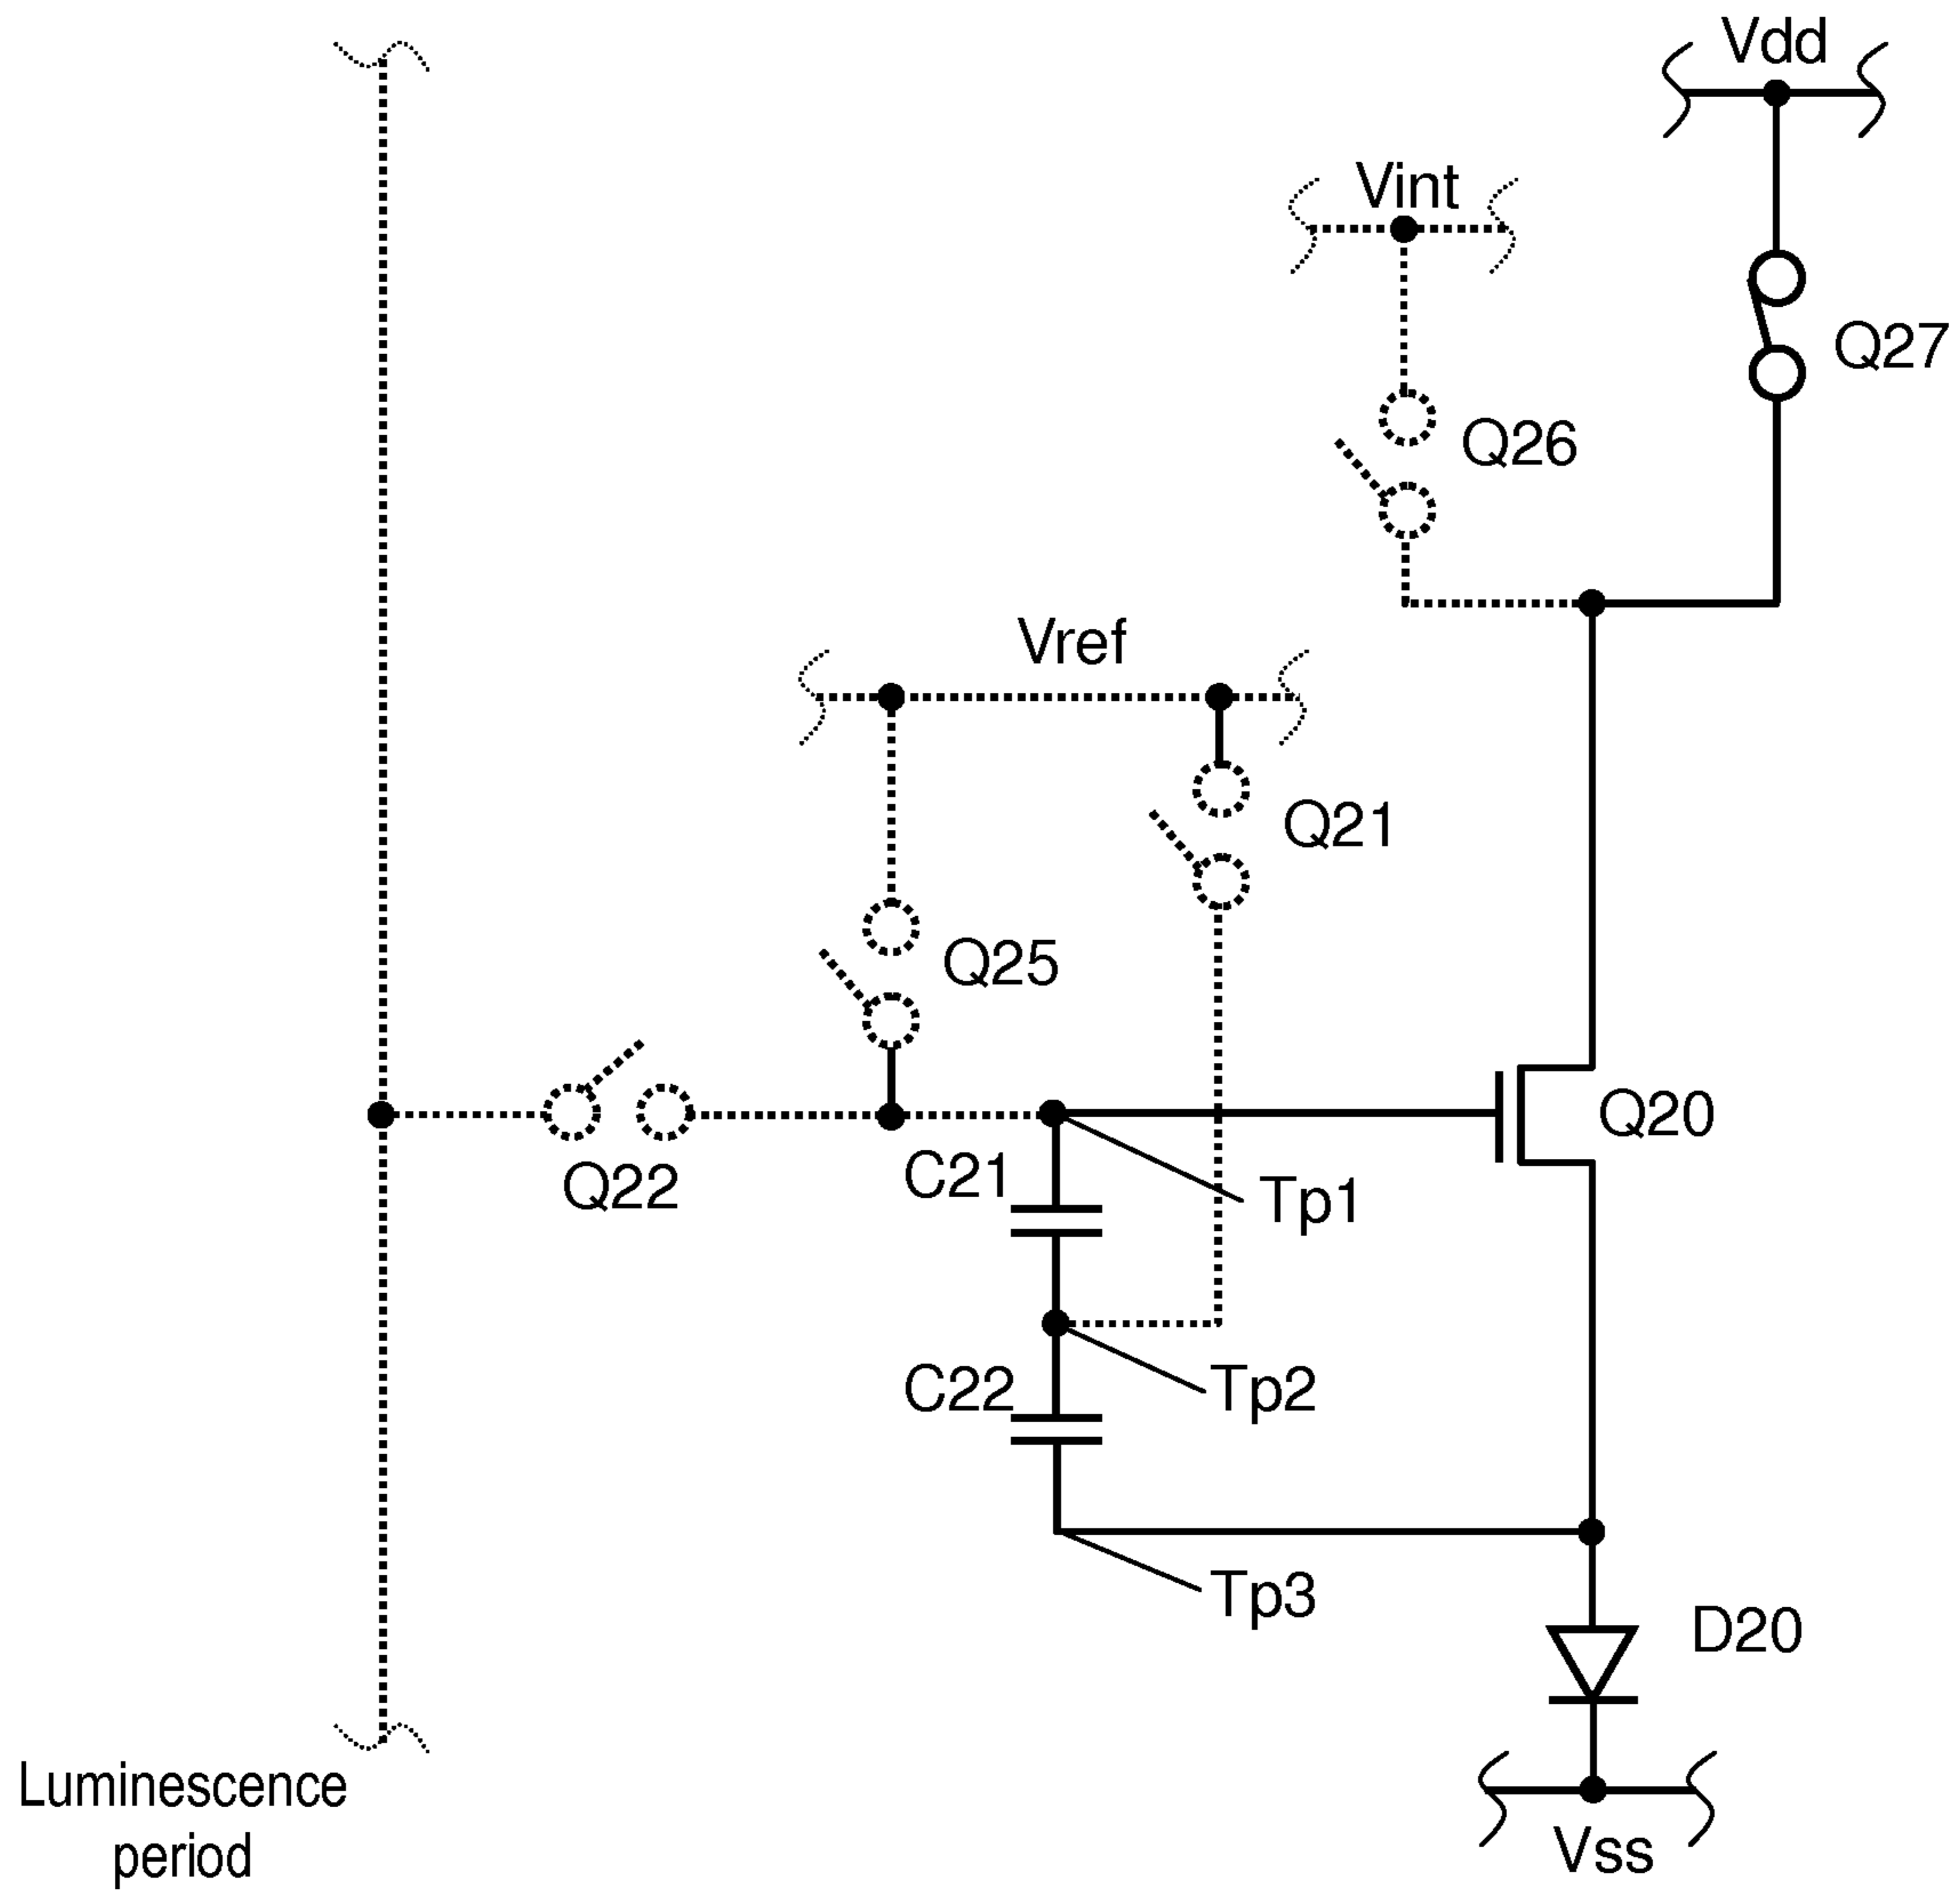 Vdd
Vint
Q27
Q26
Vref
Q21
Q25
Q20
C21
Q22
Tp1
C22
Tp2
Tp3
D20
Luminescence
period
Vss